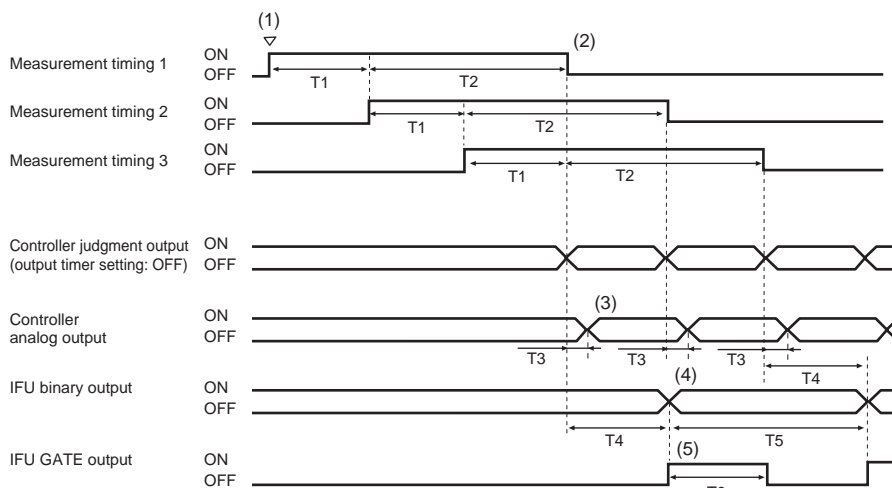 (1)
(2)
Measurement timing 1
ON
OFF
T1
T2
Measurement timing 2
ON
OFF
T1
T2
Measurement timing 3
ON
OFF
T1
T2
Controller judgment output
(output timer setting: OFF)
ON
OFF
Controller
analog output
ON
OFF
(3)
T3
T3
T3
T4
IFU binary output
ON
OFF
(4)
T4
T5
IFU GATE output
ON
OFF
(5)